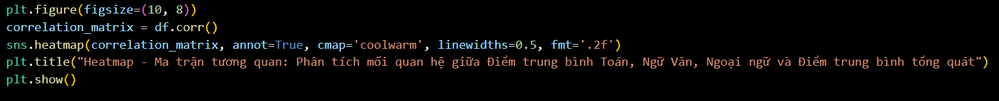 plt.figure(figsize=(10, 8))
correlation_matrix = df.corr()
sns.heatmap(correlation_matrix, annot=True, cmap='coolwarm', linewidths=0.5, fmt='.2f')
plt.title("Heatmap - Ma trận tương quan: Phân tích mối quan hệ giữa Điểm trung bình Toán, Ngữ Văn, Ngoại ngữ và Điểm trung bình tổng quát")
plt.show()